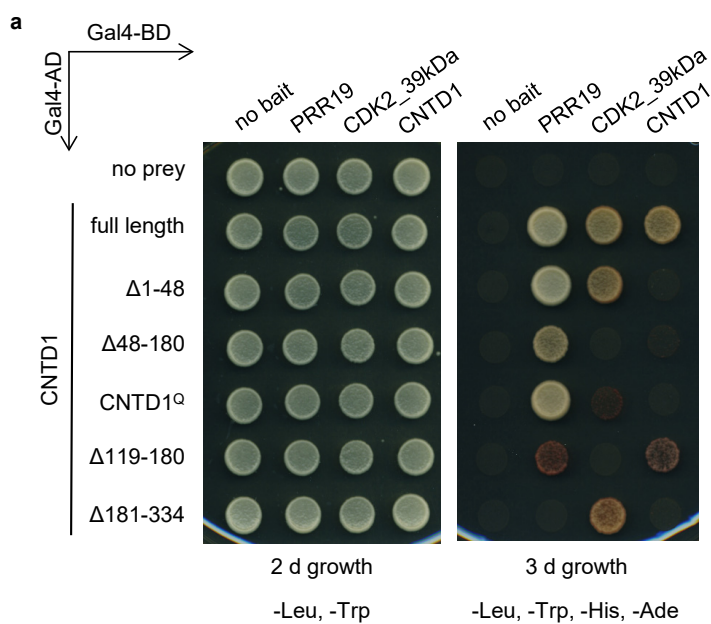 a
Gal4-BD
Gal4-AD
no bait
PRR19
CDK2_39kDa
CNTD1
no bait
PRR19
CDK2_39kDa
CNTD1
no prey
full length
Δ1-48
Δ48-180
CNTD1Q
Δ119-180
Δ181-334
CNTD1
2 d growth
3 d growth
-Leu, -Trp
-Leu, -Trp, -His, -Ade